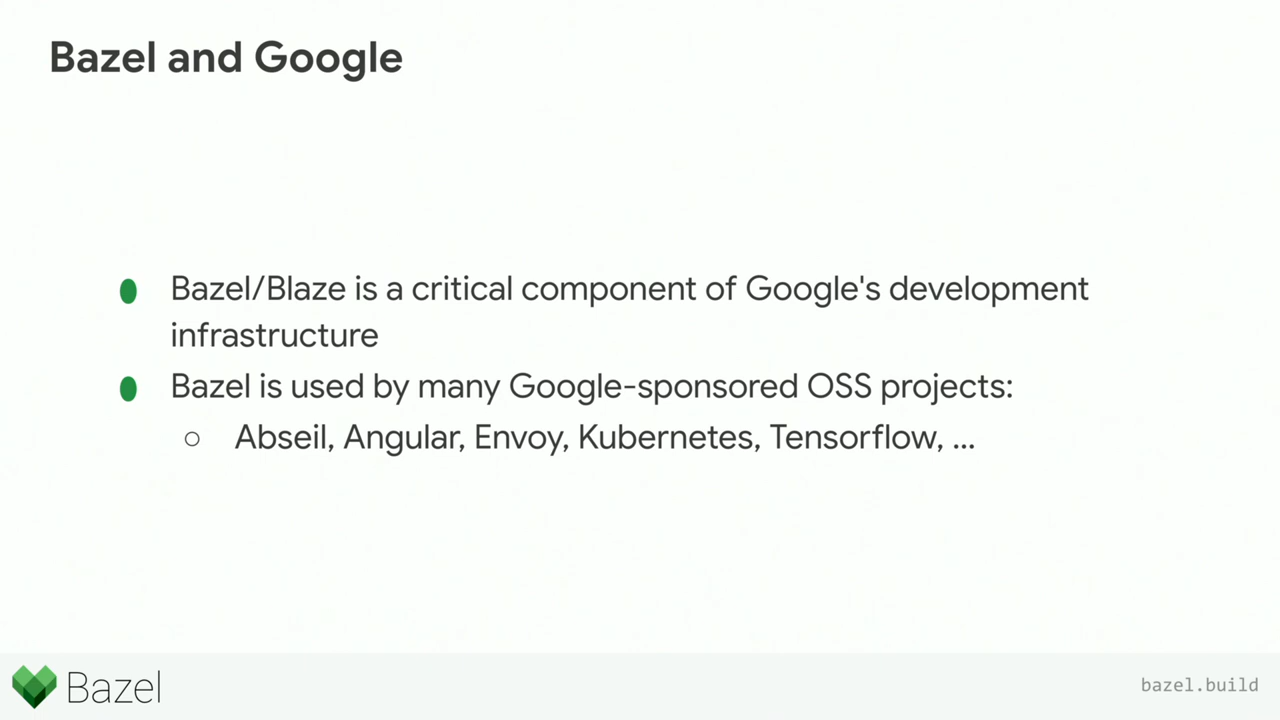 Bazel and Google
Bazel/Blaze is a critical component of Google's development
infrastructure
Bazel is used by many Google-sponsored OSS projects:
Abseil, Angular, Envoy, Kubernetes, Tensorflow, ...
Bazel
bazel.build